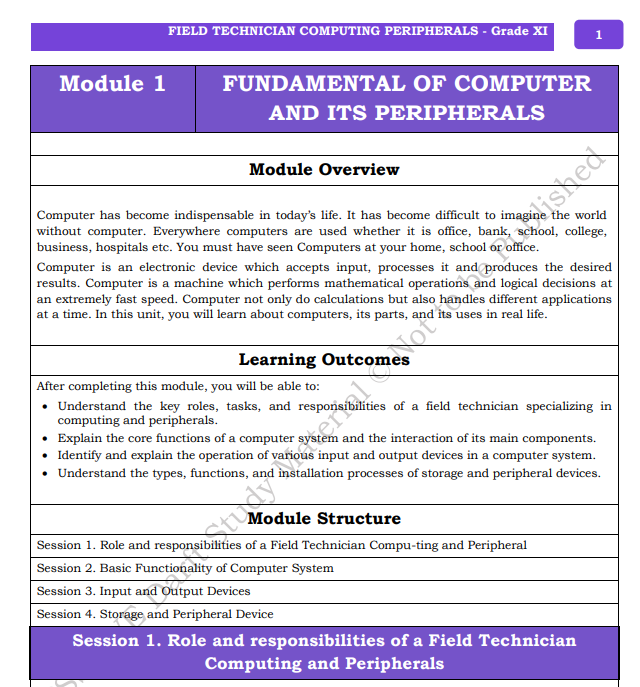 FIELD TECHNICIAN COMPUTING PERIPHERALS - Grade XI
1
Module 1
FUNDAMENTAL OF COMPUTER
AND ITS PERIPHERALS
Module Overview
Computer has become indispensable in today's life. It has become difficult to imagine the world
without computer. Everywhere computers are used whether it is office, bank, school, college,
business, hospitals etc. You must have seen Computers at your home, school or office.
Computer is an electronic device which accepts input, processes it and produces the desired
results. Computer is a machine which performs mathematical operations and logical decisions at
an extremely fast speed. Computer not only do calculations but also handles different applications
at a time. In this unit, you will learn about computers, its parts, and its uses in real life.
Learning Outcomes
After completing this module, you will be able to:
• Understand the key roles, tasks, and responsibilities of a field technician specializing in
computing and peripherals.
• Explain the core functions of a computer system and the interaction of its main components.
• Identify and explain the operation of various input and output devices in a computer system.
• Understand the types, functions, and installation processes of storage and peripheral devices.
Module Structure
Session 1. Role and responsibilities of a Field Technician Compu-ting and Peripheral
Session 2. Basic Functionality of Computer System
Session 3. Input and Output Devices
Session 4. Storage and Peripheral Device
Session 1. Role and responsibilities of a Field Technician
Computing and Peripherals
Study Material © Not to be Published